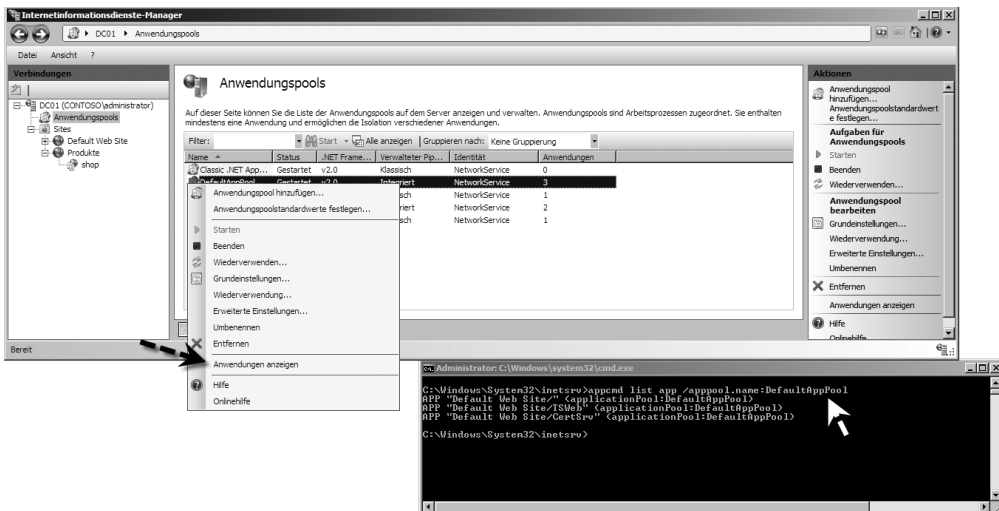 Internetinformationsdienste-Manager
DC01
Anwendungspools
Datei Ansicht ?
Verbindungen
DC01 (CONTOSO\administrator)
Anwendungspools
Sites
Default Web Site
Produkte
shop
Bereit
Anwendungspools
Auf dieser Seite können Sie die Liste der Anwendungspools auf dem Server anzeigen und verwalten. Anwendungspools sind Arbeitsprozessen zugeordnet. Sie enthalten
mindestens eine Anwendung und ermöglichen die Isolation verschiedener Anwendungen.
Filter: Start Alle anzeigen Gruppieren nach: Keine Gruppierung
Name Status .NET Frame... Verwalteter Pip... Identität Anwendungen
Classic .NET App... Gestartet v2.0 Klassisch NetworkService 0
DefaultAppPool Gestartet v2.0 Integriert NetworkService 3
NetworkService 1
NetworkService 2
NetworkService 1
Anwendungspool hinzufügen...
Anwendungspoolstandardwerte festlegen...
Starten
Beenden
Wiederverwenden...
Grundeinstellungen...
Wiederverwendung...
Erweiterte Einstellungen...
Umbenennen
Entfernen
Anwendungen anzeigen
Hilfe
Onlinehilfe
Aktionen
Anwendungspool
hinzufügen...
Anwendungspoolstandardwert
e festlegen...
Aufgaben für
Anwendungspools
Starten
Beenden
Wiederverwenden...
Anwendungspool
bearbeiten
Grundeinstellungen...
Wiederverwendung...
Erweiterte Einstellungen...
Umbenennen
Entfernen
Anwendungen anzeigen
Hilfe
Onlinehilfe
Administrator: C:\Windows\system32\cmd.exe
C:\Windows\System32\inetsrv>appcmd list app /apppool.name:DefaultAppPool
APP "Default Web Site/" (applicationPool:DefaultAppPool)
APP "Default Web Site/TSWeb" (applicationPool:DefaultAppPool)
APP "Default Web Site/CertSrv" (applicationPool:DefaultAppPool)
C:\Windows\System32\inetsrv>